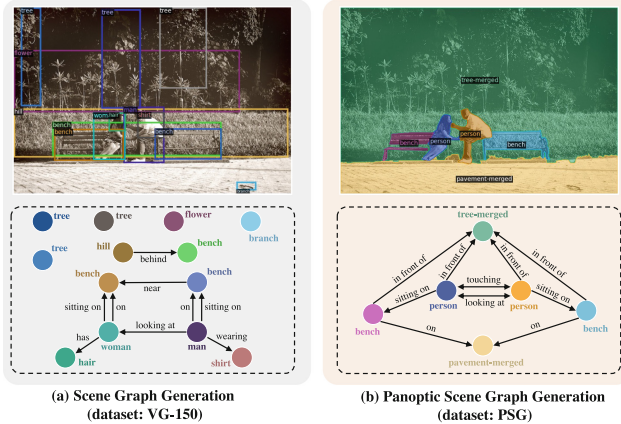 tree
tree
tree
flower
hill
woman
hair
shirt
bench
bench
tree-merged
person
bench
person
bench
pavement-merged
tree
tree
flower
branch
tree
hill
behind
bench
bench
near
bench
sitting on
on
on
sitting on
looking at
woman
man
has
wearing
hair
shirt
tree-merged
in front of
in front of
in front of
in front of
touching
looking at
sitting on
person
person
sitting on
bench
bench
on
on
pavement-merged
(a) Scene Graph Generation
(dataset: VG-150)
(b) Panoptic Scene Graph Generation
(dataset: PSG)